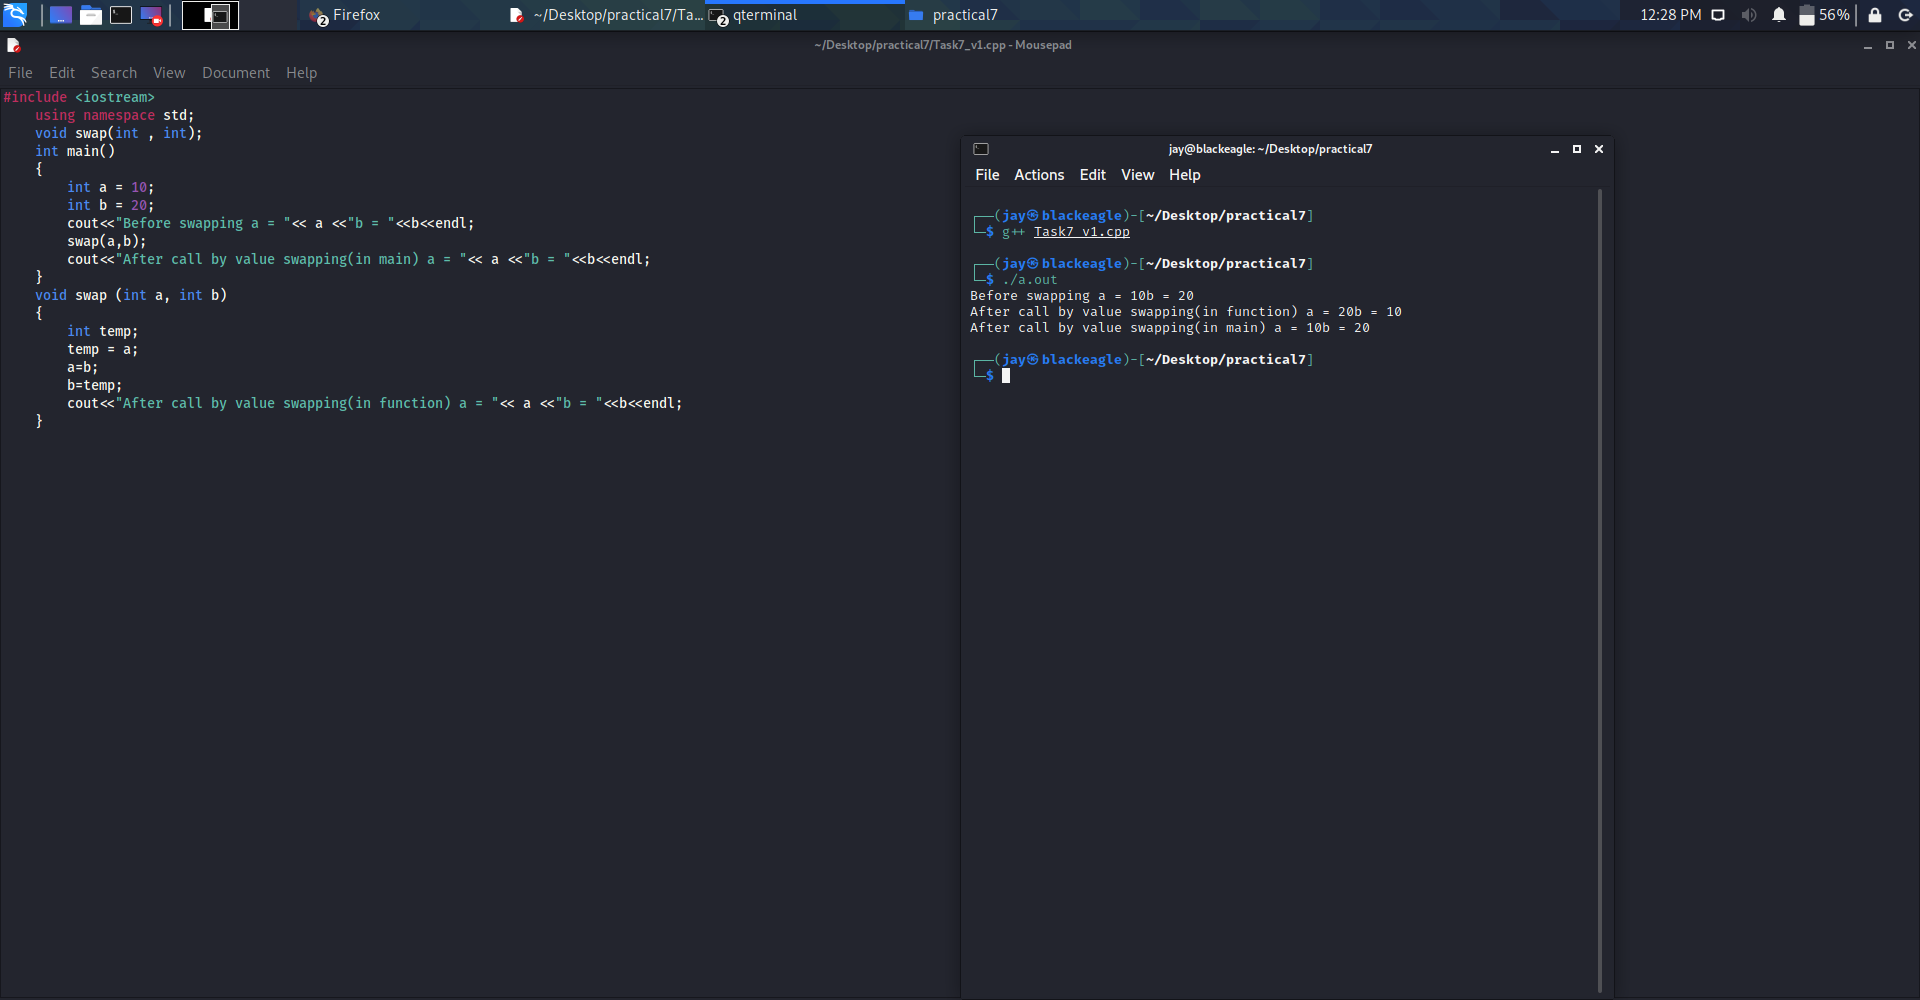 Firefox
~/Desktop/practical7/Ta...
qterminal
practical7
12:28 PM
56%
~/Desktop/practical7/Task7_v1.cpp - Mousepad
File Edit Search View Document Help
#include <iostream>
using namespace std;
void swap(int , int);
int main()
{
int a = 10;
int b = 20;
cout<<"Before swapping a = "<< a <<"b = "<<b<<endl;
swap(a,b);
cout<<"After call by value swapping(in main) a = "<< a <<"b = "<<b<<endl;
}
void swap (int a, int b)
{
int temp;
temp = a;
a=b;
b=temp;
cout<<"After call by value swapping(in function) a = "<< a <<"b = "<<b<<endl;
}
jay@blackeagle: ~/Desktop/practical7
File Actions Edit View Help
┌──(jay㉿blackeagle)-[~/Desktop/practical7]
└─$ g++ Task7_v1.cpp
┌──(jay㉿blackeagle)-[~/Desktop/practical7]
└─$ ./a.out
Before swapping a = 10b = 20
After call by value swapping(in function) a = 20b = 10
After call by value swapping(in main) a = 10b = 20
┌──(jay㉿blackeagle)-[~/Desktop/practical7]
└─$